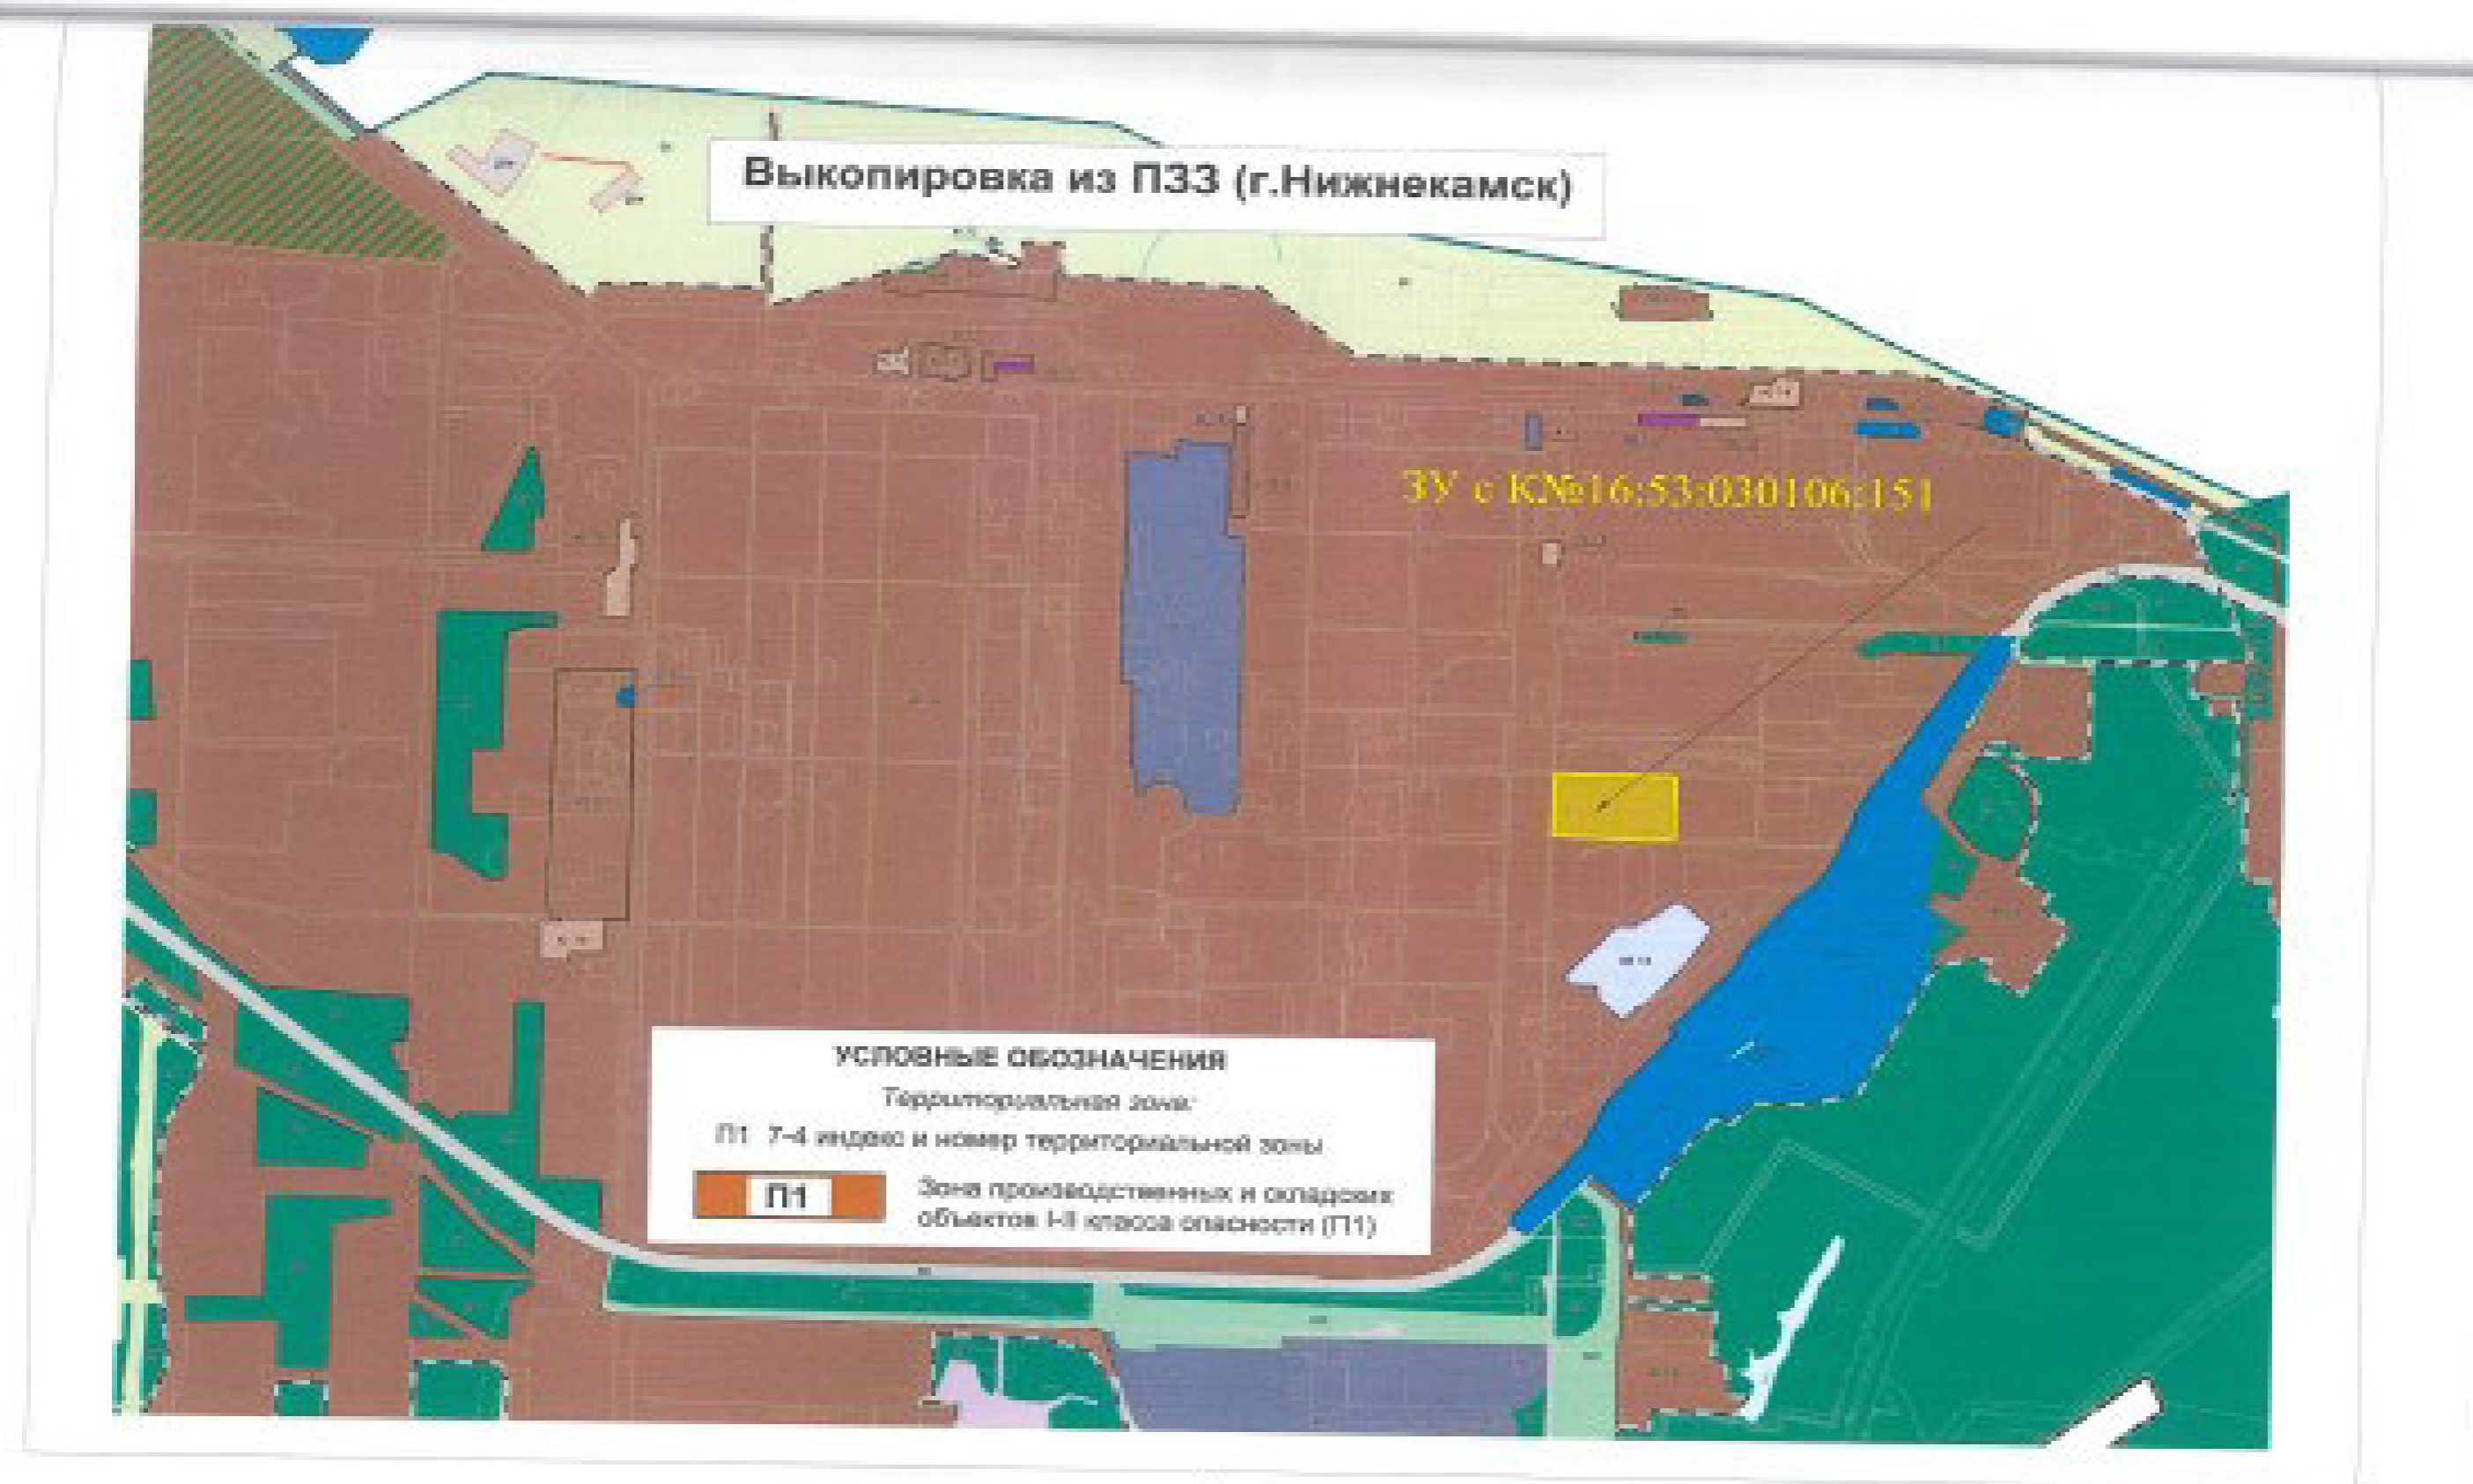 Выкопировка из ПЗЗ (г.Нижнекамск)
ЗУ с К№16:53:030106:151
УСЛОВНЫЕ ОБОЗНАЧЕНИЯ
Территориальная зона:
П1 7-4 индекс и номер территориальной зоны
П1
Зона производственных и складских
объектов I-II класса опасности (П1)